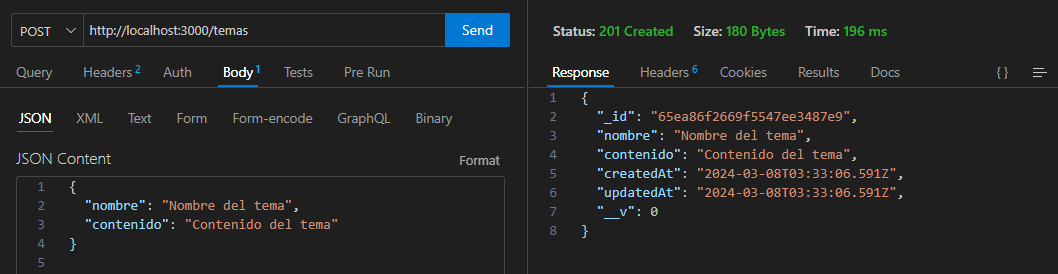 POST http://localhost:3000/temas Send
Query Headers 2 Auth Body 1 Tests Pre Run
JSON XML Text Form Form-encode GraphQL Binary
JSON Content Format
1 {
2 "nombre": "Nombre del tema",
3 "contenido": "Contenido del tema"
4 }
5
Status: 201 Created Size: 180 Bytes Time: 196 ms
Response Headers 6 Cookies Results Docs { }
1 {
2 "_id": "65ea86f2669f5547ee3487e9",
3 "nombre": "Nombre del tema",
4 "contenido": "Contenido del tema",
5 "createdAt": "2024-03-08T03:33:06.591Z",
6 "updatedAt": "2024-03-08T03:33:06.591Z",
7 "__v": 0
8 }